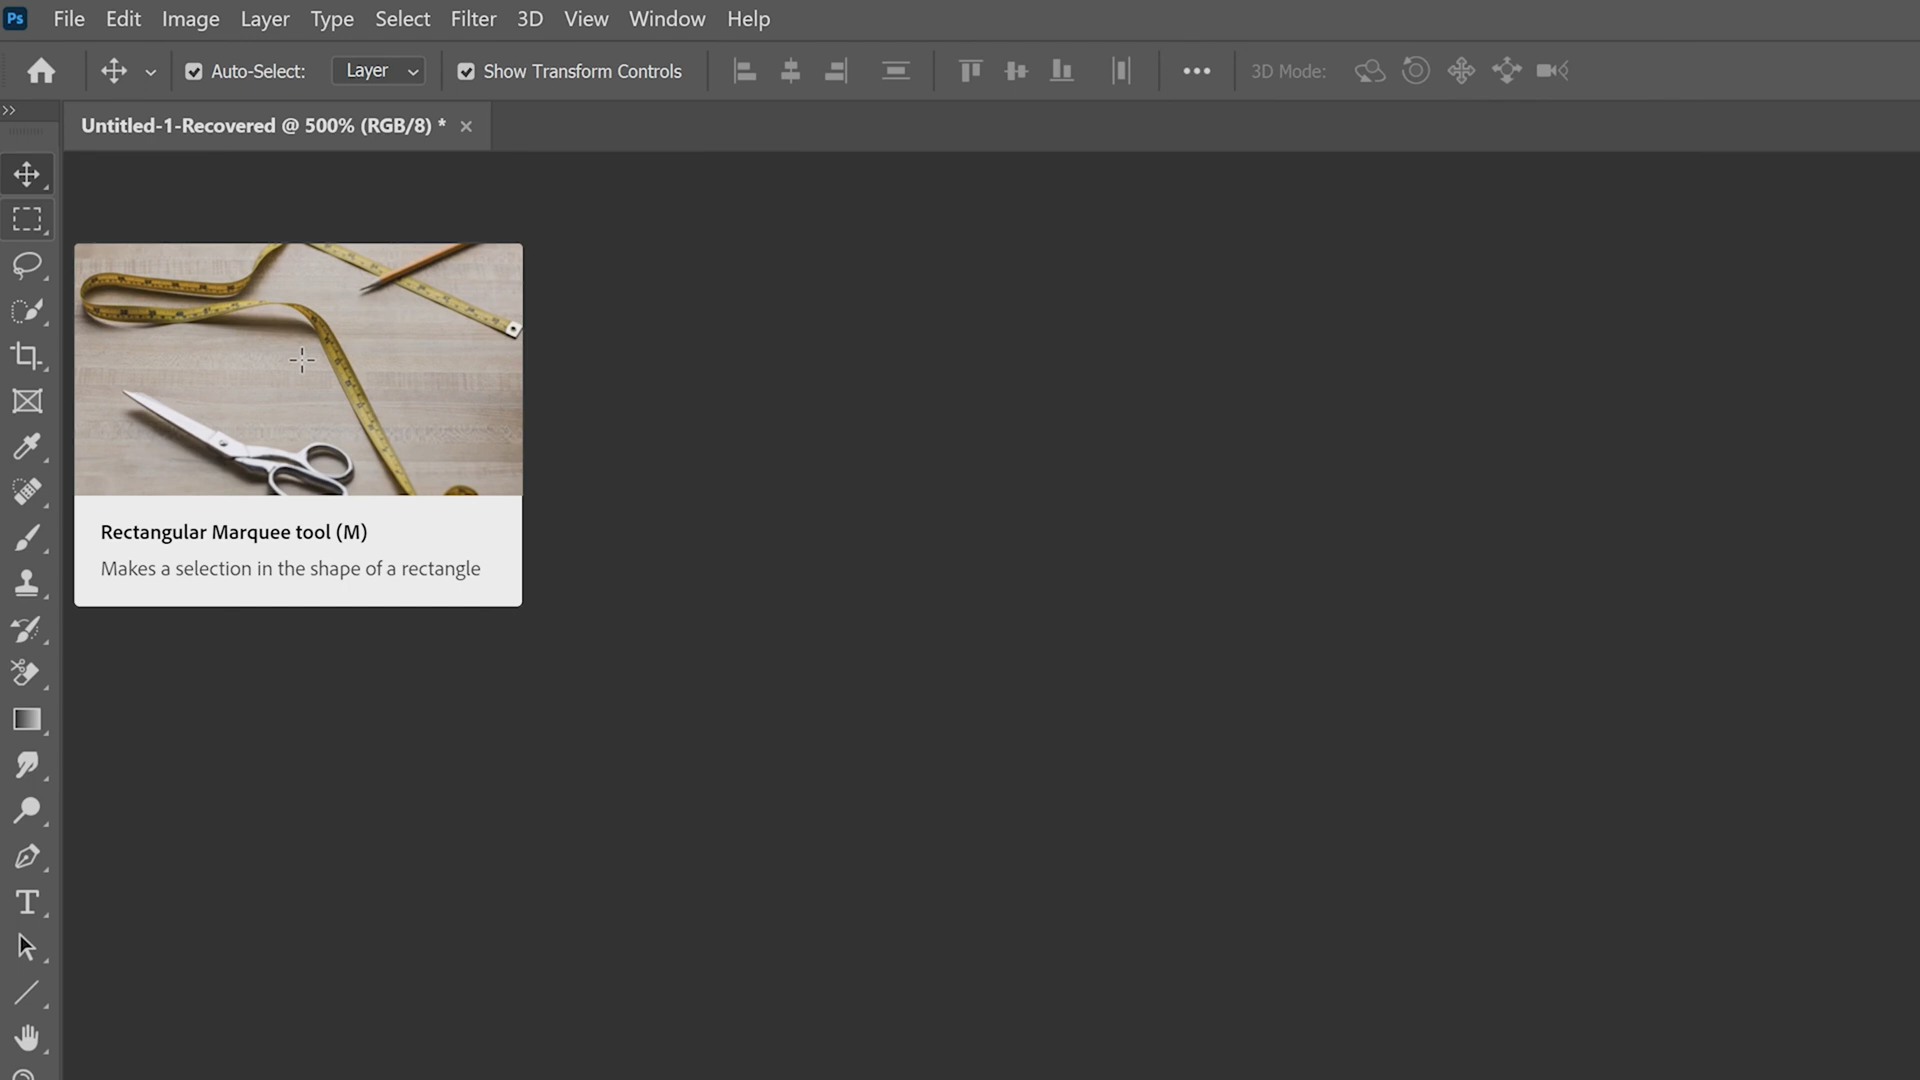 Ps File Edit Image Layer Type Select Filter 3D View Window Help
Auto-Select: Layer Show Transform Controls 3D Mode:
Untitled-1-Recovered @ 500% (RGB/8) *
Rectangular Marquee tool (M)
Makes a selection in the shape of a rectangle